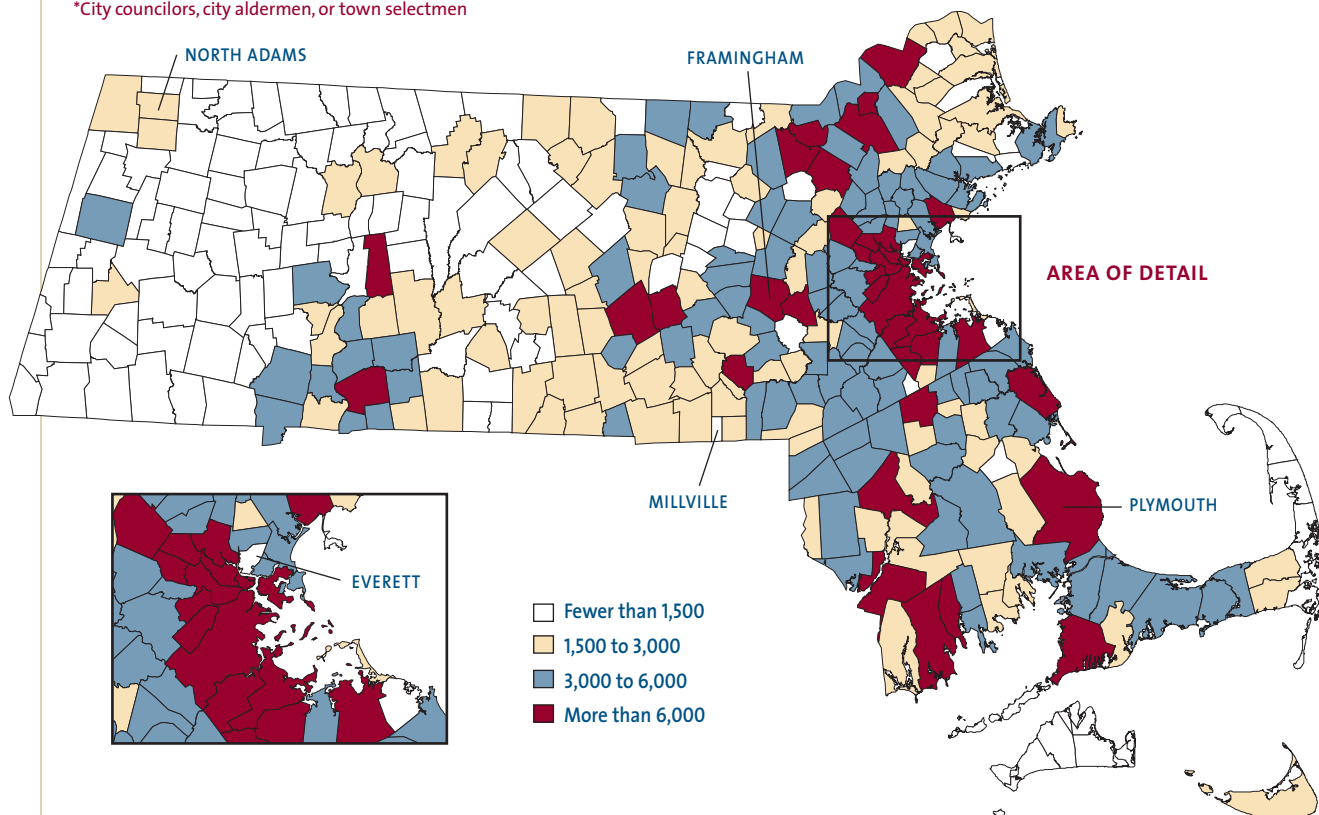 *City councilors, city aldermen, or town selectmen
NORTH ADAMS
FRAMINGHAM
AREA OF DETAIL
MILLVILLE
PLYMOUTH
EVERETT
Fewer than 1,500
1,500 to 3,000
3,000 to 6,000
More than 6,000